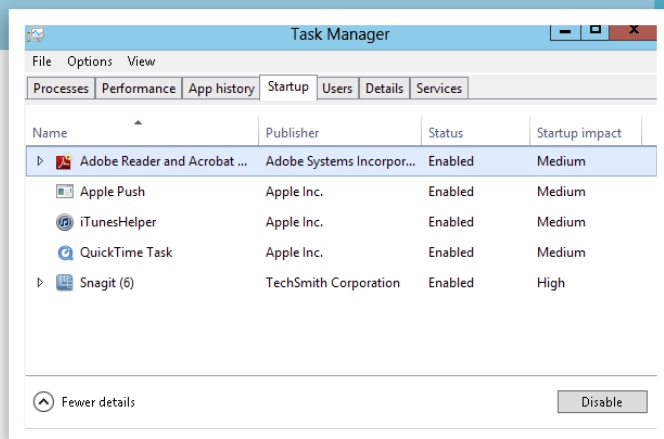 Task Manager
File Options View
Processes Performance App history Startup Users Details Services
Name Publisher Status Startup impact
Adobe Reader and Acrobat ... Adobe Systems Incorpor... Enabled Medium
Apple Push Apple Inc. Enabled Medium
iTunesHelper Apple Inc. Enabled Medium
QuickTime Task Apple Inc. Enabled Medium
Snagit (6) TechSmith Corporation Enabled High
Fewer details Disable